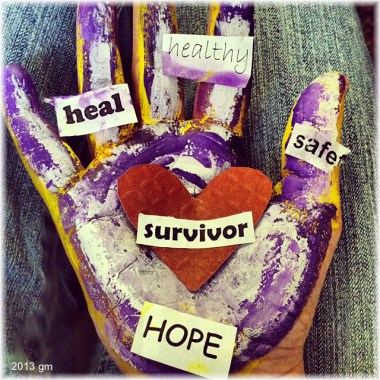 healthy
heal
safe
survivor
HOPE
2013 gm